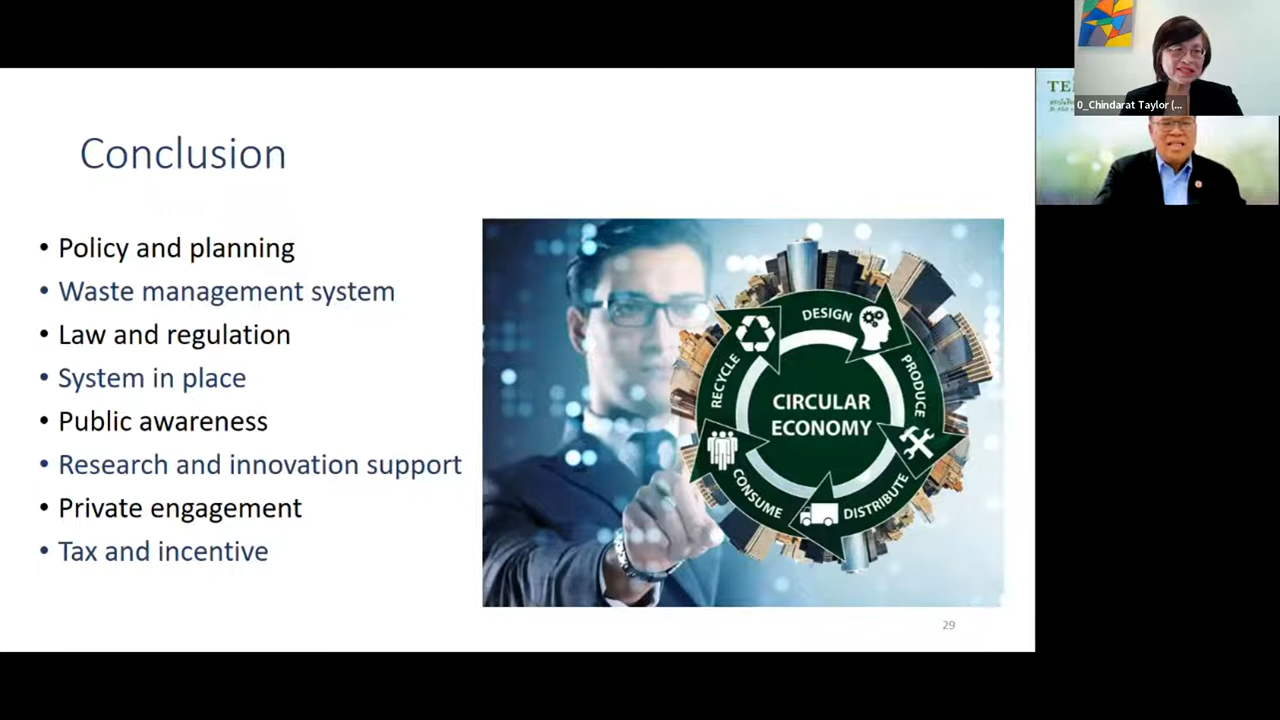 Conclusion
• Policy and planning
• Waste management system
• Law and regulation
• System in place
• Public awareness
• Research and innovation support
• Private engagement
• Tax and incentive
DESIGN
PRODUCE
DISTRIBUTE
CONSUME
RECYCLE
CIRCULAR
ECONOMY
29
0_Chindarat Taylor (...